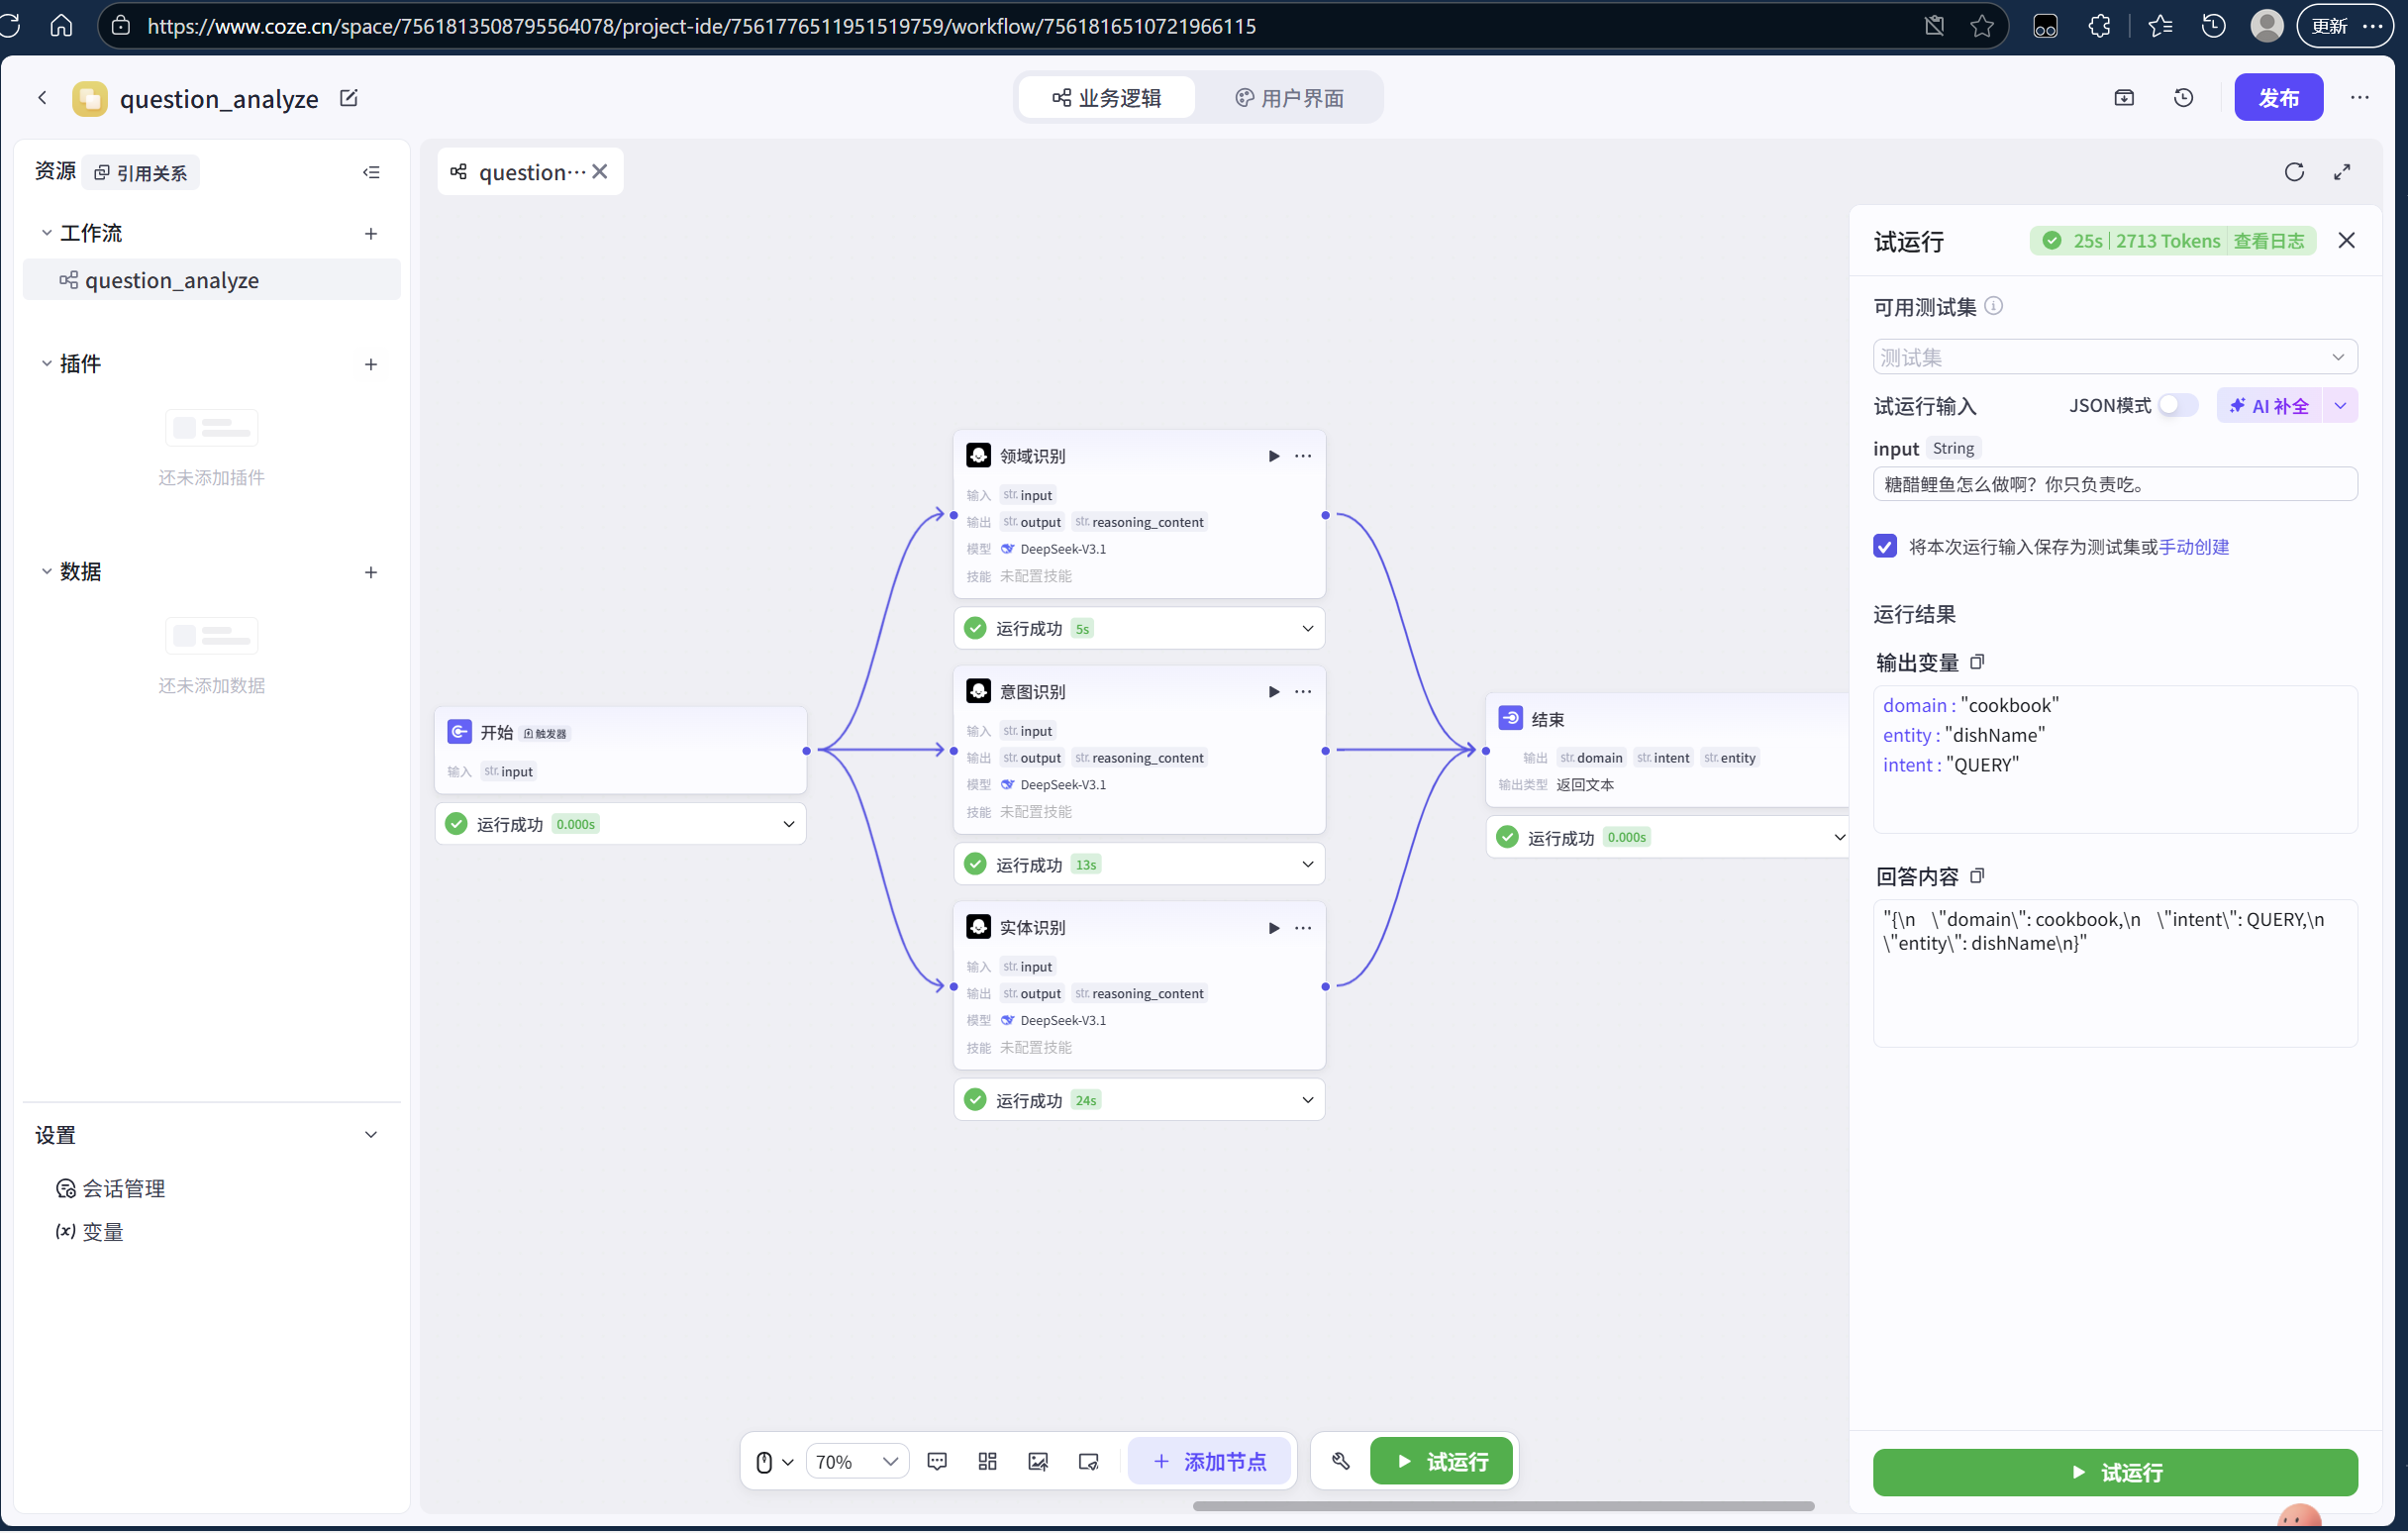 https://www.coze.cn/space/7561813508795564078/project-ide/7561776511951519759/workflow/7561816510721966115
更新
question_analyze
业务逻辑
用户界面
发布
资源
引用关系
工作流
question_analyze
插件
还未添加插件
数据
还未添加数据
设置
会话管理
(x) 变量
question···
领域识别
输入 str. input
输出 str. output str. reasoning_content
模型 DeepSeek-V3.1
技能 未配置技能
运行成功 5s
意图识别
输入 str. input
输出 str. output str. reasoning_content
模型 DeepSeek-V3.1
技能 未配置技能
运行成功 13s
开始 触发器
输入 str. input
运行成功 0.000s
实体识别
输入 str. input
输出 str. output str. reasoning_content
模型 DeepSeek-V3.1
技能 未配置技能
运行成功 24s
结束
输出 str. domain str. intent str. entity
输出类型 返回文本
运行成功 0.000s
70%
添加节点
试运行
试运行
25s | 2713 Tokens 查看日志
可用测试集
测试集
试运行输入
JSON模式
AI 补全
input String
糖醋鲤鱼怎么做啊？你只负责吃。
将本次运行输入保存为测试集或手动创建
运行结果
输出变量
domain : "cookbook"
entity : "dishName"
intent : "QUERY"
回答内容
"{\n   \"domain\": cookbook,\n   \"intent\": QUERY,\n
\"entity\": dishName\n}"
试运行